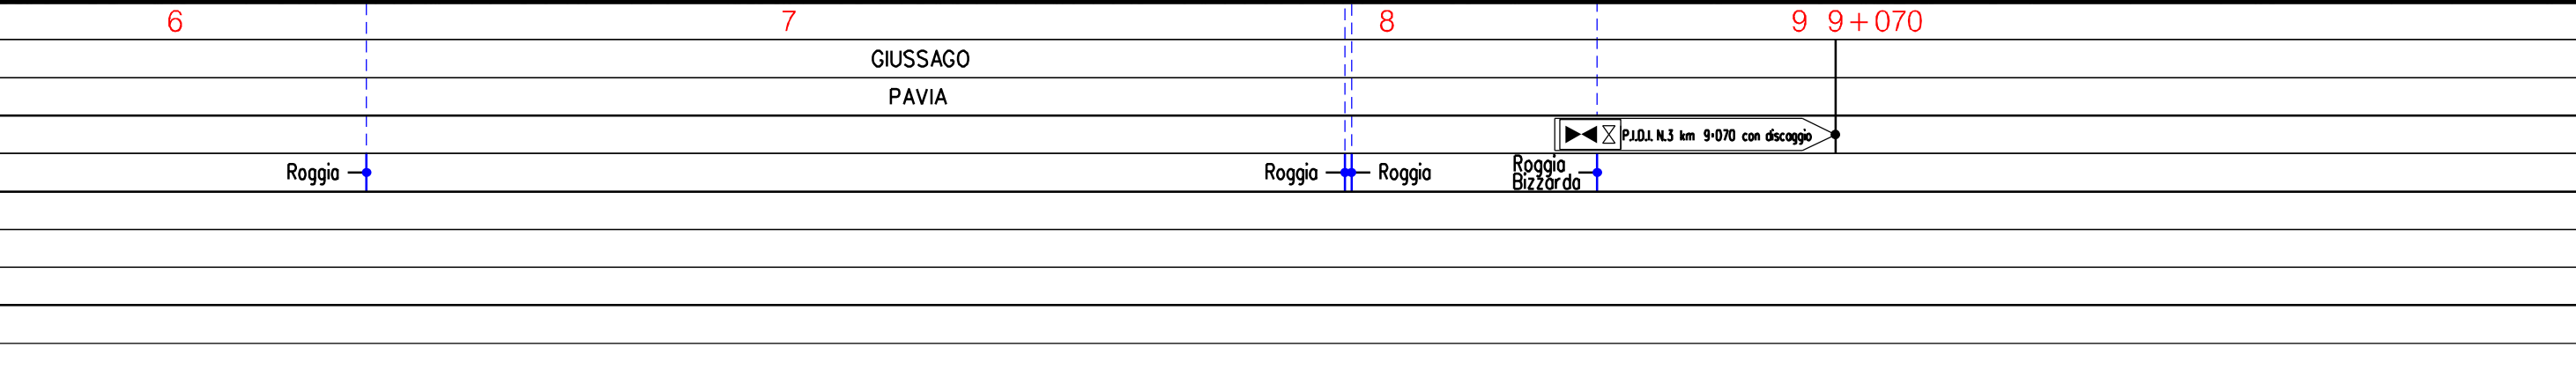 6 7 8 9 9+070
GIUSSAGO
PAVIA
P.I.D.I. N.3 km 9+070 con discaggio
Roggia Roggia Roggia Roggia
Bizzarda